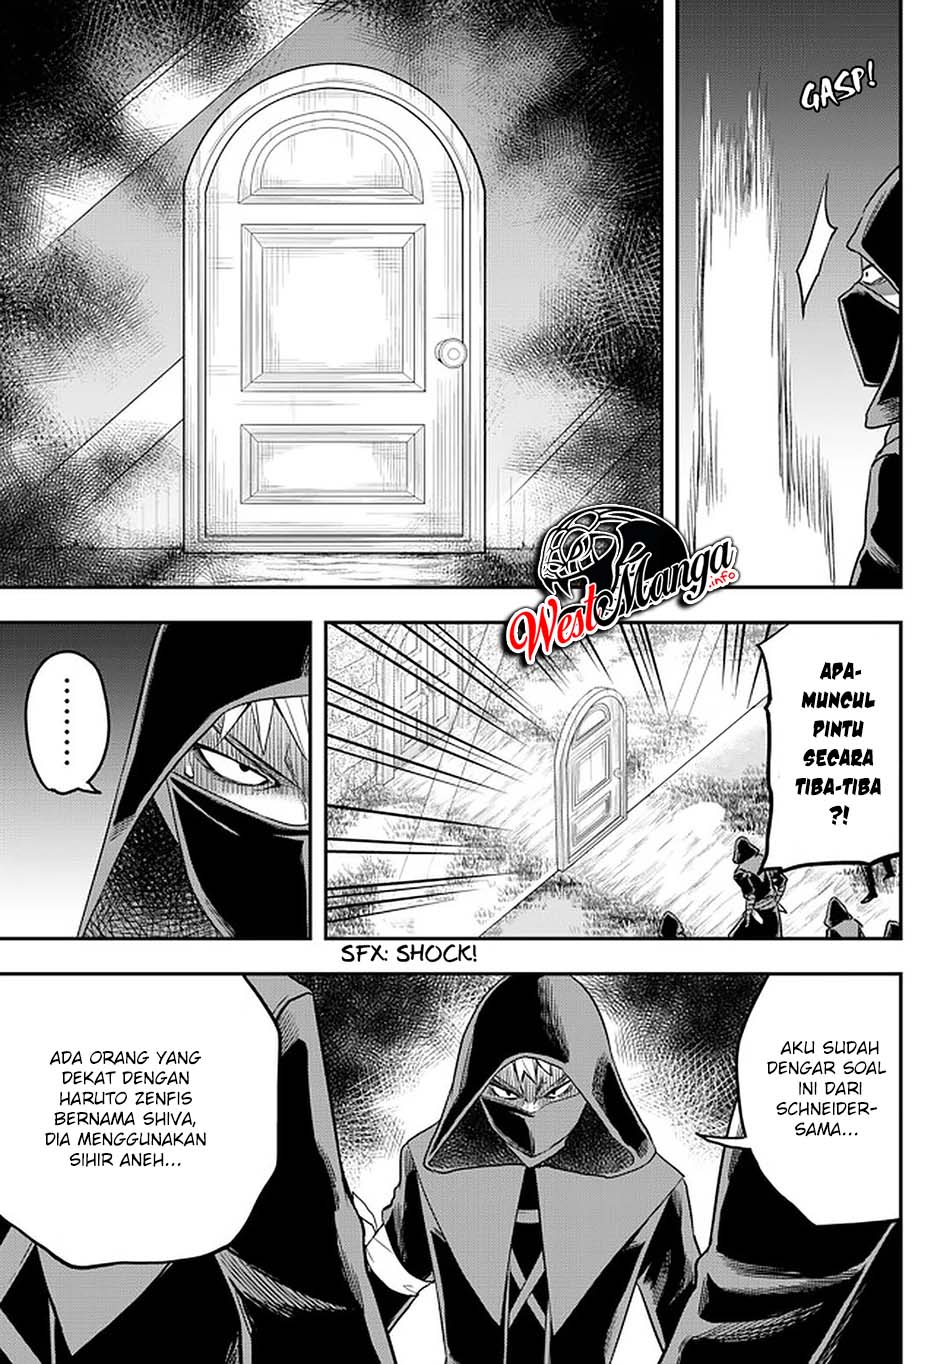 GASP!
WestManga
.info
APA-
MUNCUL
PINTU
SECARA
TIBA-TIBA
?!
.........
SFX: SHOCK!
AKU SUDAH
DENGAR SOAL
INI DARI
SCHNEIDER-
SAMA...
ADA ORANG YANG
DEKAT DENGAN
HARUTO ZENFIS
BERNAMA SHIVA,
DIA MENGGUNAKAN
SIHIR ANEH...